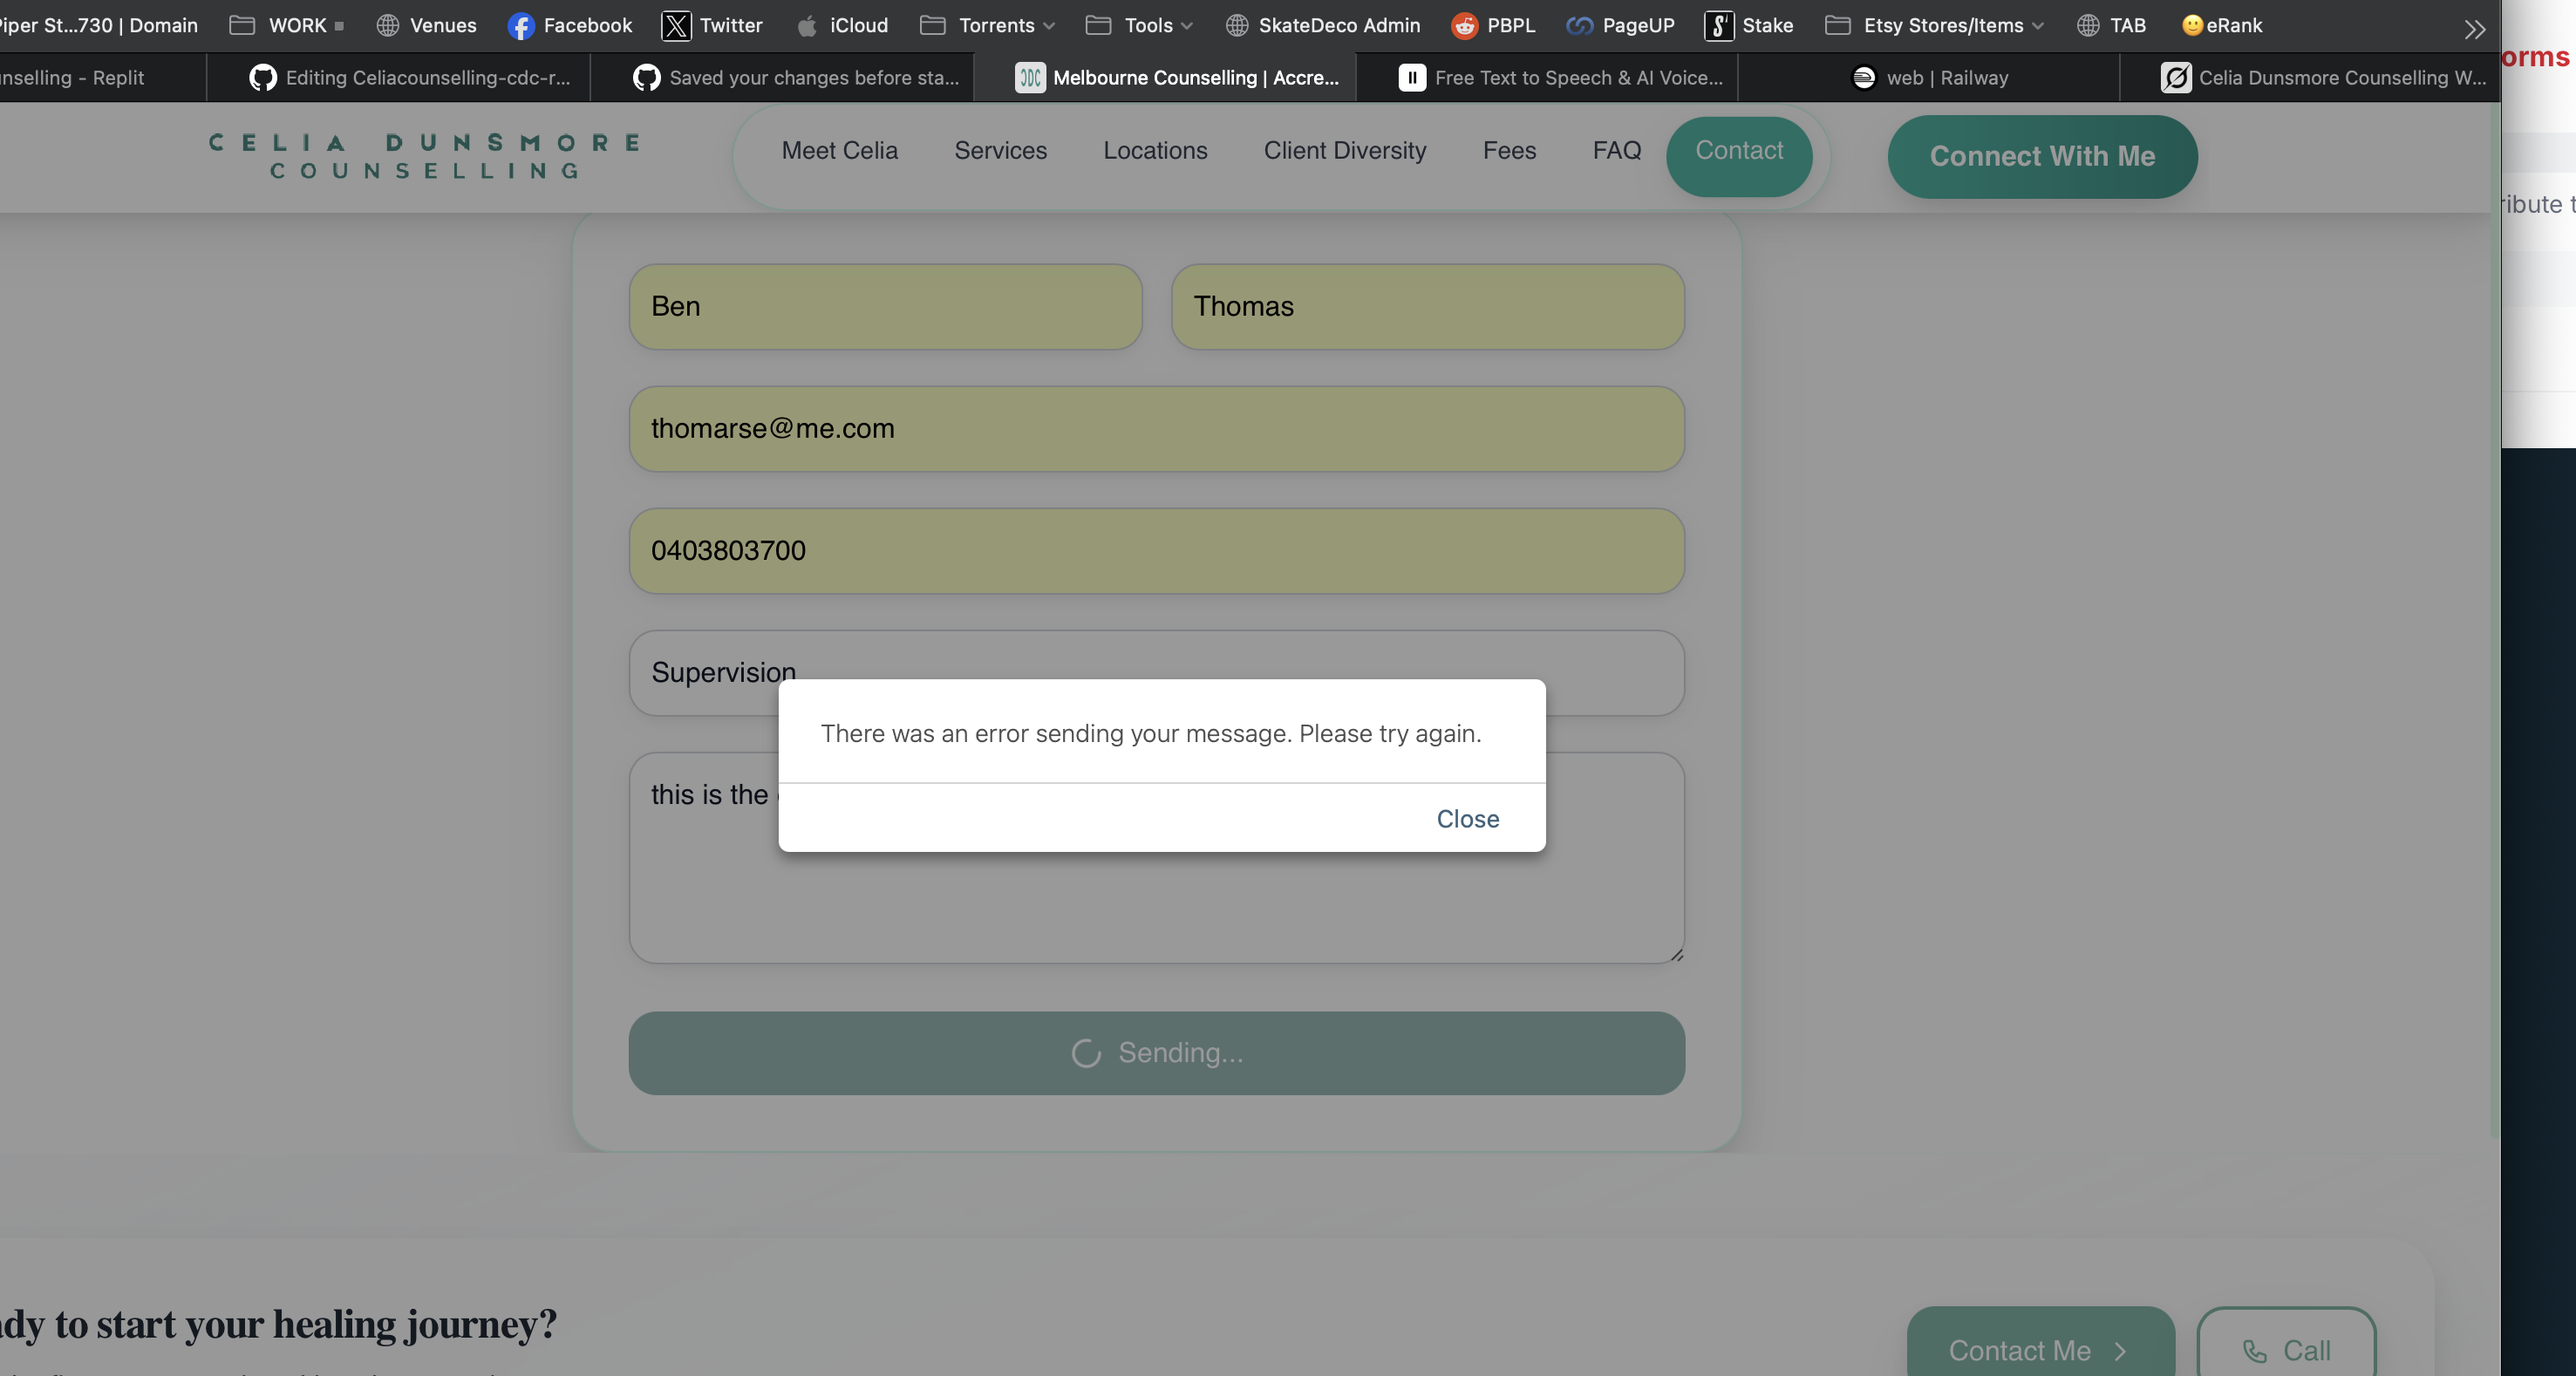 Piper St...730 | Domain WORK Venues Facebook Twitter iCloud Torrents Tools SkateDeco Admin PBPL PageUP Stake Etsy Stores/Items TAB eRank
orms
nselling - Replit Editing Celiacounselling-cdc-r... Saved your changes before sta... Melbourne Counselling | Accre... Free Text to Speech & AI Voice... web | Railway Celia Dunsmore Counselling W...
CELIA DUNSMORE
COUNSELLING
Meet Celia Services Locations Client Diversity Fees FAQ Contact Connect With Me
ribute t
Ben Thomas
thomarse@me.com
0403803700
Supervision
There was an error sending your message. Please try again.
this is the
Close
Sending...
ady to start your healing journey?
Contact Me Call